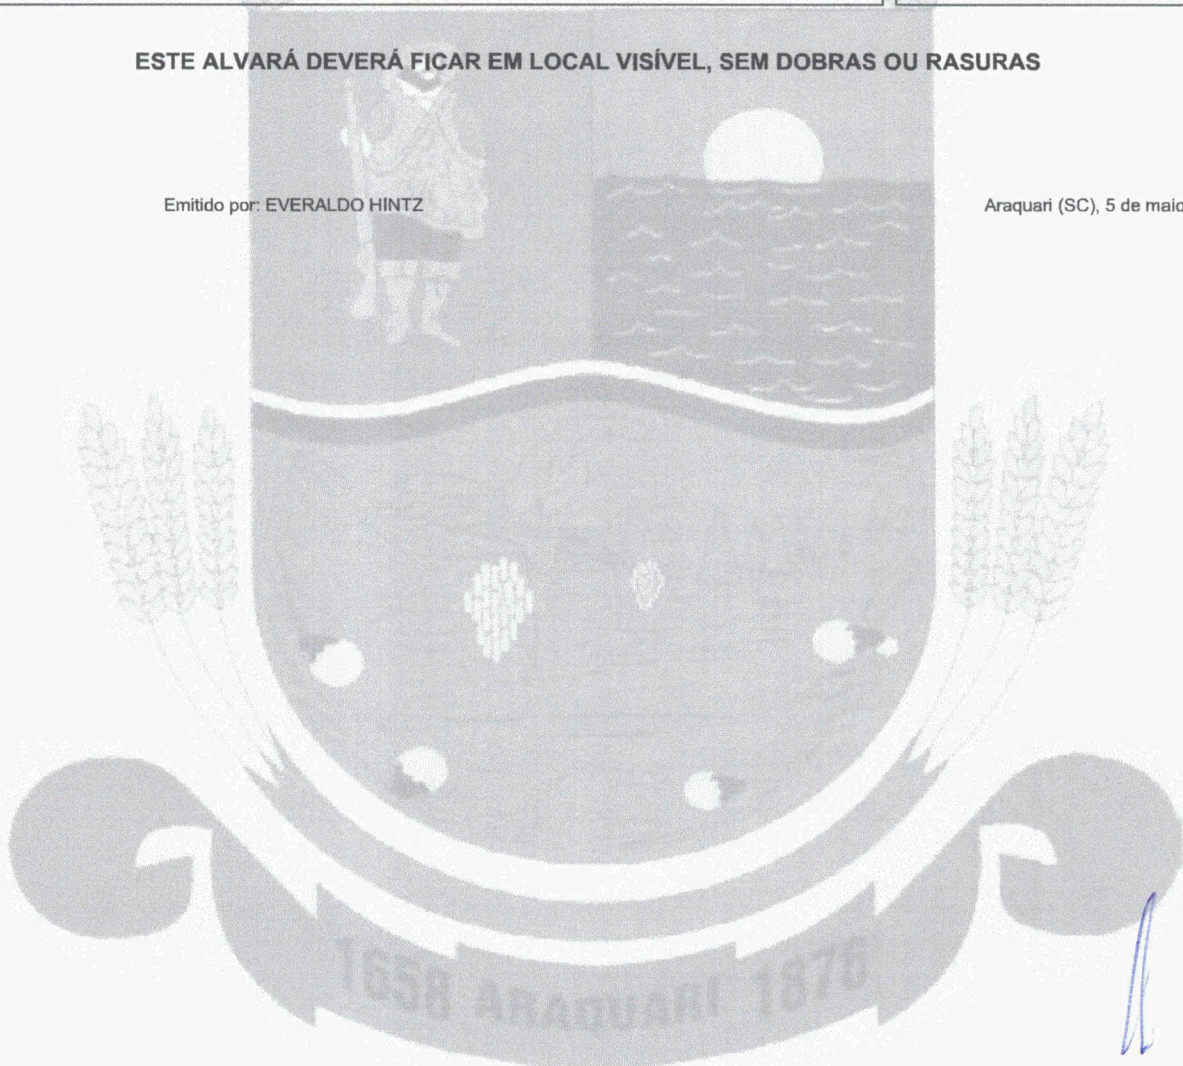 ESTE ALVARÁ DEVERÁ FICAR EM LOCAL VISÍVEL, SEM DOBRAS OU RASURAS
Emitido por: EVERALDO HINTZ
Araquari (SC), 5 de maio
1658 ARAQUARI 1876